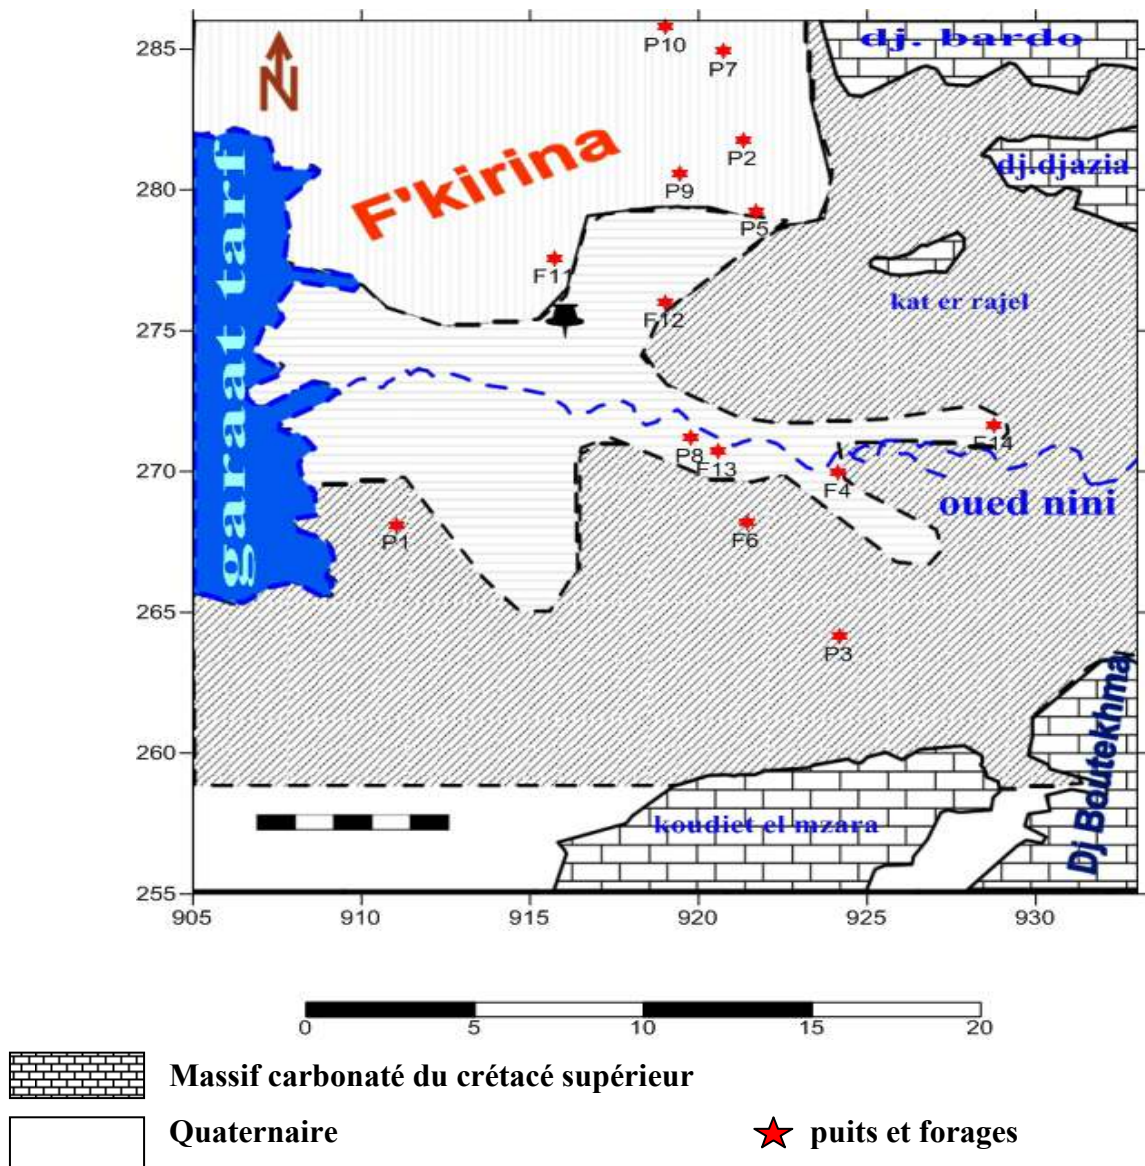 285
280
275
270
265
260
255
905
910
915
920
925
930
N
F'kirina
garaat tarf
dj. bardo
dj.djazia
kat er rajel
oued nini
koudiet el mzara
Dj Boutekhma
P10
P7
P2
P9
P5
F11
F12
P8
F13
F14
F4
P1
F6
P3
0
5
10
15
20
Massif carbonaté du crétacé supérieur
Quaternaire
puits et forages